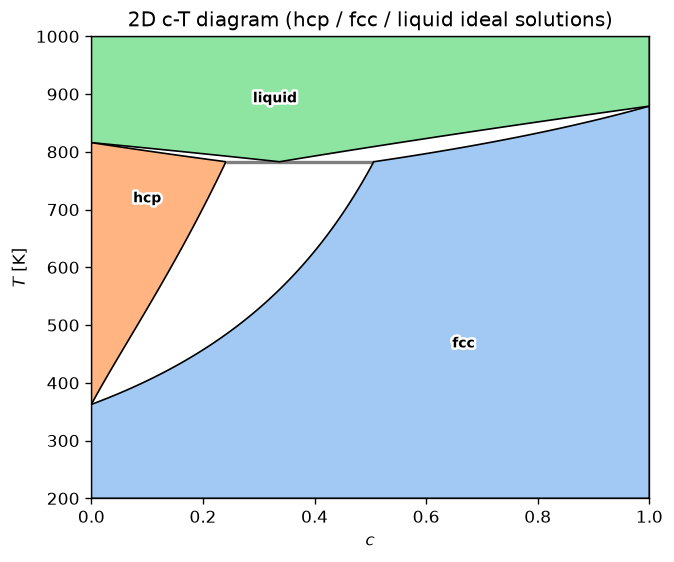 2D c-T diagram (hcp / fcc / liquid ideal solutions)
1000
900
800
700
600
500
400
300
200
T [K]
liquid
hcp
fcc
0.0 0.2 0.4 0.6 0.8 1.0
c